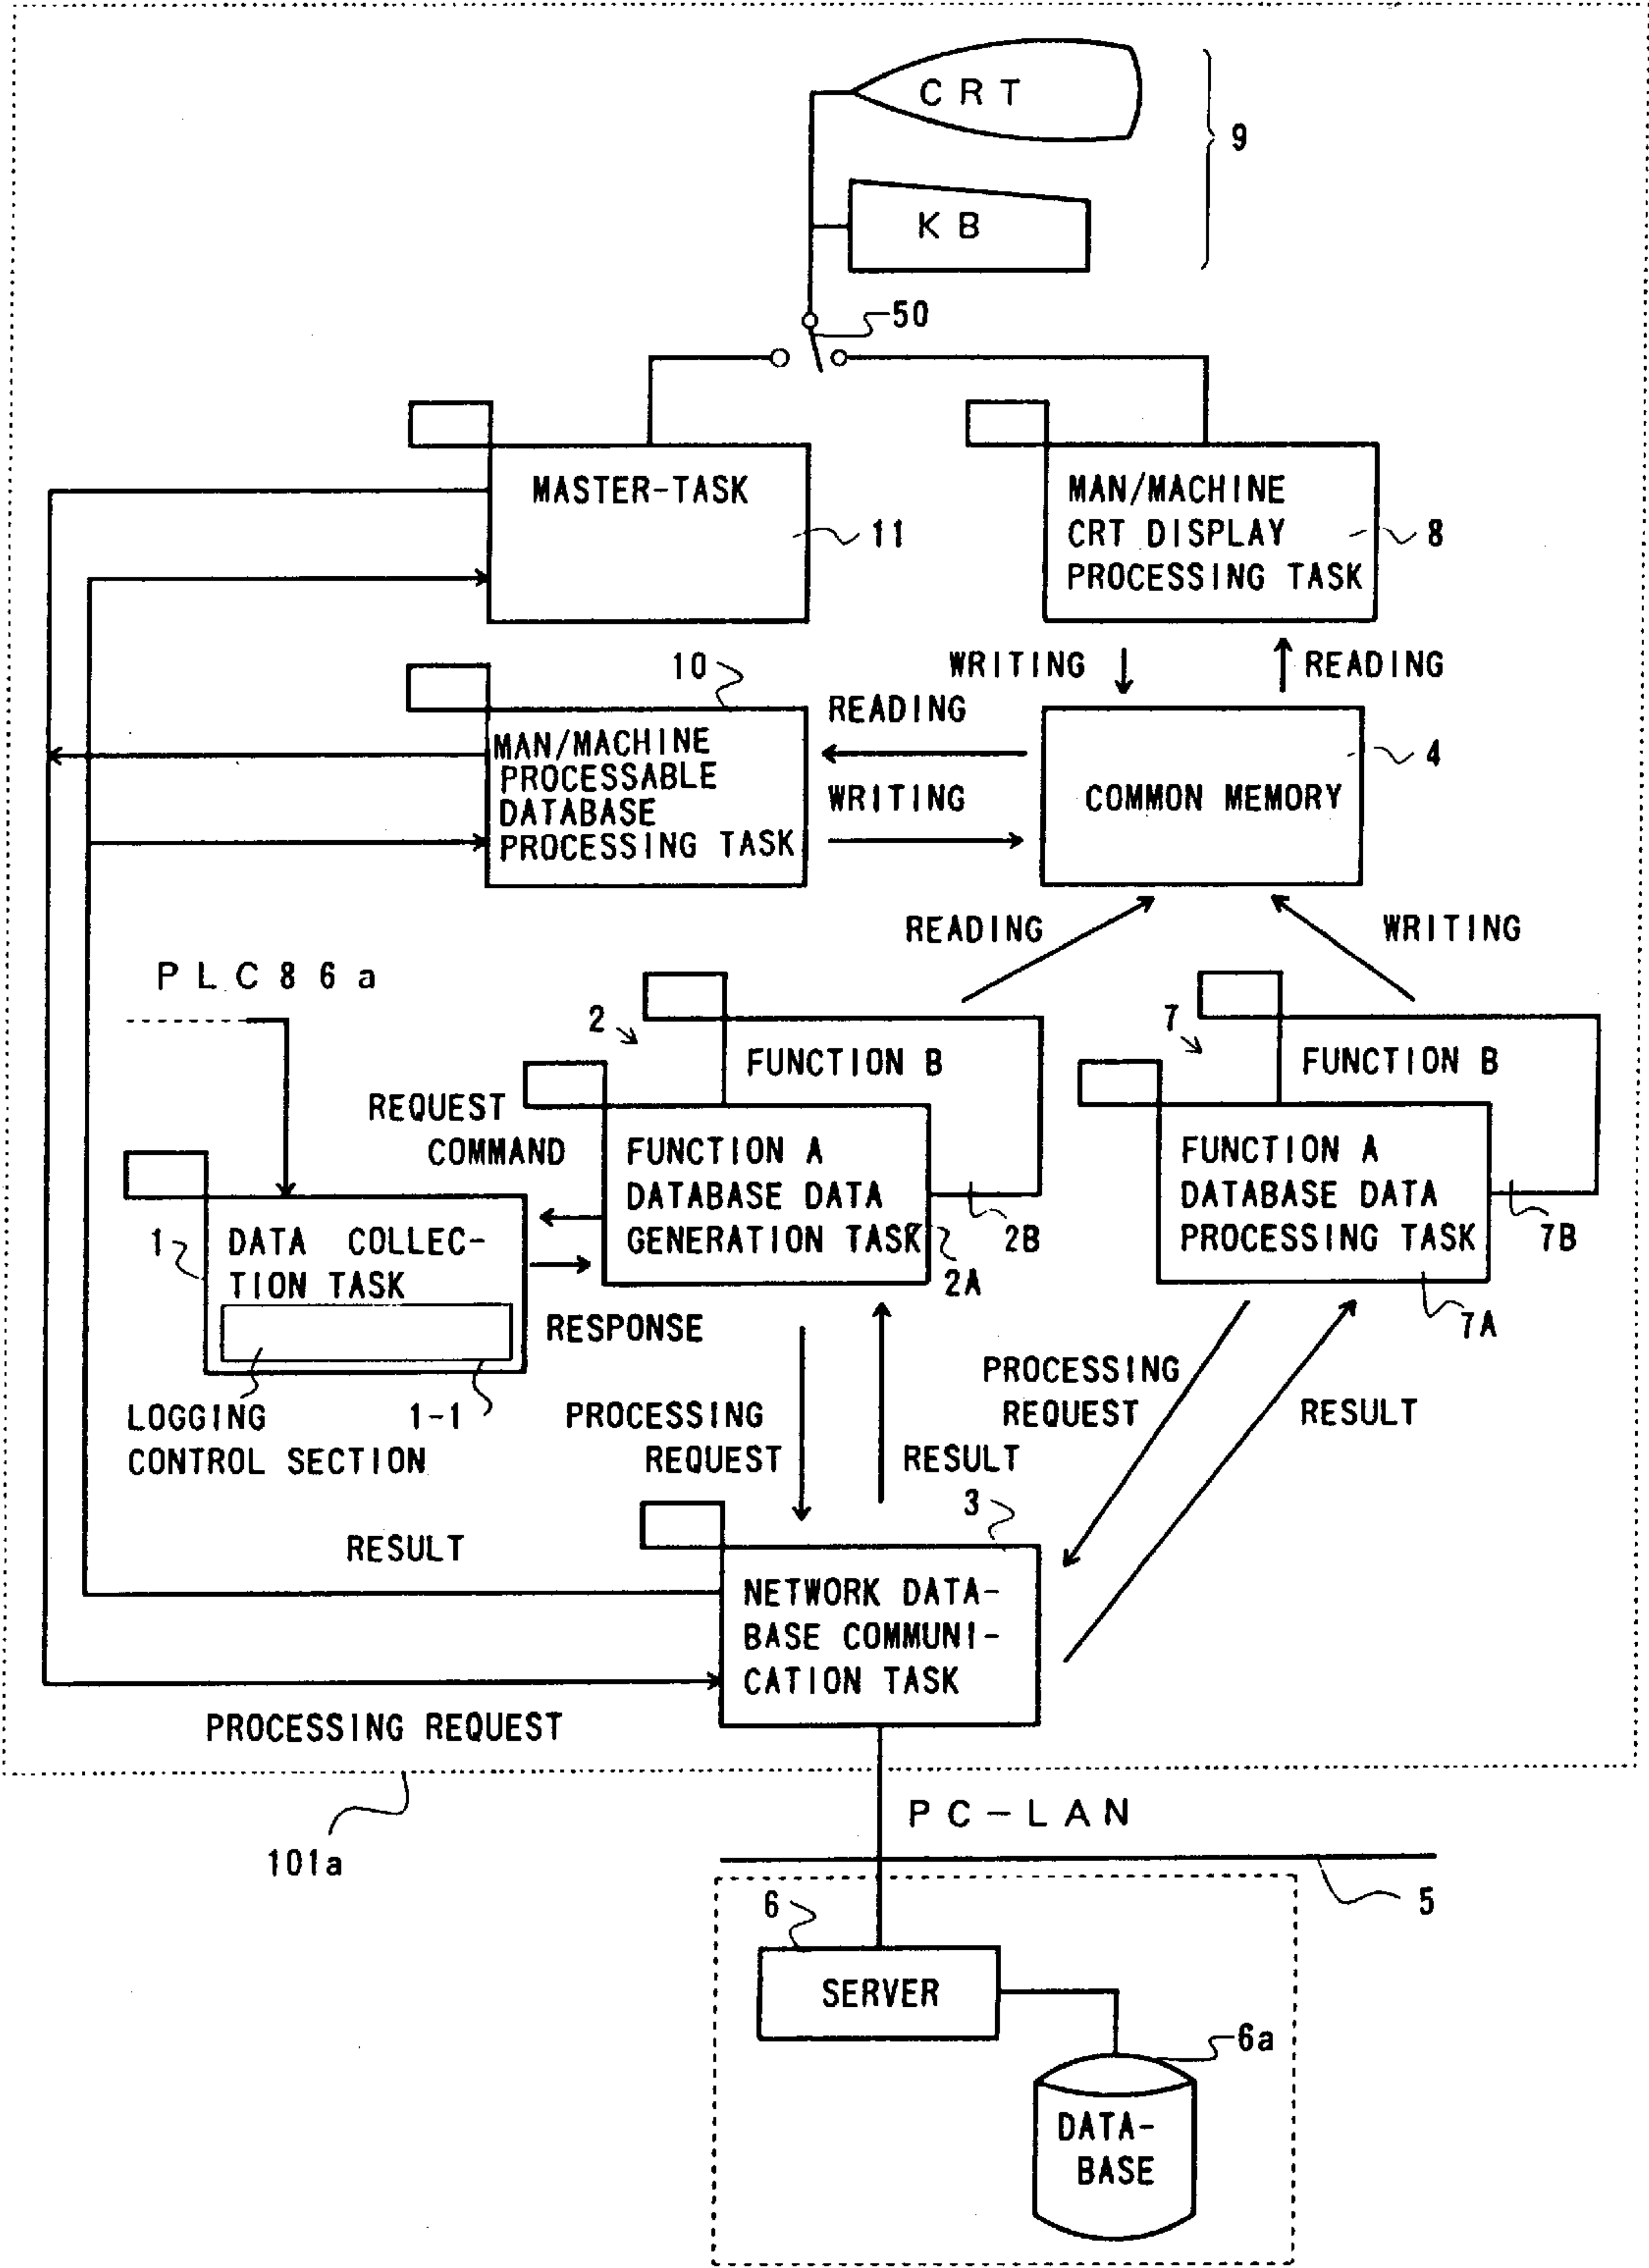 CRT
9
KB
50
MASTER-TASK
11
MAN/MACHINE
CRT DISPLAY
PROCESSING TASK
8
WRITING
READING
10
MAN/MACHINE
PROCESSABLE
DATABASE
PROCESSING TASK
READING
WRITING
COMMON MEMORY
4
READING
WRITING
PLC86a
2
FUNCTION B
7
FUNCTION B
REQUEST
COMMAND
FUNCTION A
DATABASE DATA
GENERATION TASK
2B
2A
FUNCTION A
DATABASE DATA
PROCESSING TASK
7B
7A
1
DATA COLLEC-
TION TASK
RESPONSE
LOGGING
CONTROL SECTION
1-1
PROCESSING
REQUEST
RESULT
PROCESSING
REQUEST
RESULT
3
RESULT
NETWORK DATA-
BASE COMMUNI-
CATION TASK
PROCESSING REQUEST
101a
PC-LAN
5
6
SERVER
6a
DATA-
BASE